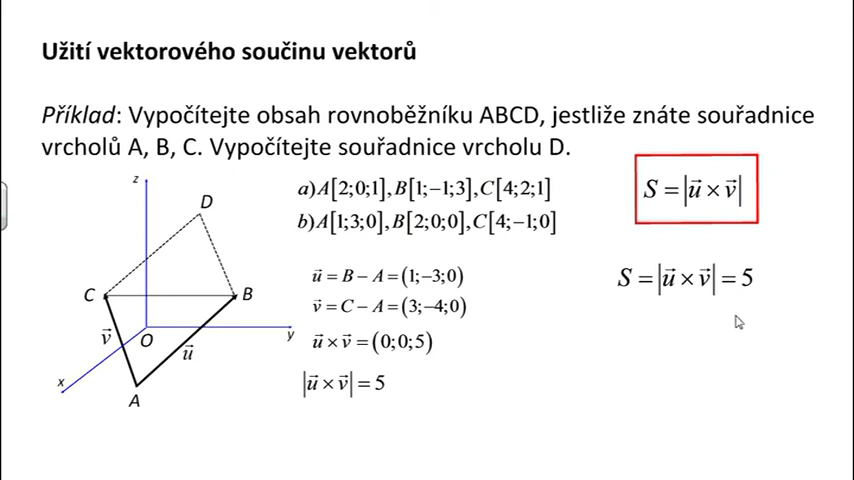 Užití vektorového součinu vektorů
Příklad: Vypočítejte obsah rovnoběžníku ABCD, jestliže znáte souřadnice
vrcholů A, B, C. Vypočítejte souřadnice vrcholu D.
a)A[2;0;1],B[1;−1;3],C[4;2;1]
b)A[1;3;0],B[2;0;0],C[4;−1;0]
S = |u⃗ × v⃗|
z
D
C
B
v⃗
O
u⃗
y
x
A
u⃗ = B − A = (1;−3;0)
v⃗ = C − A = (3;−4;0)
u⃗ × v⃗ = (0;0;5)
|u⃗ × v⃗| = 5
S = |u⃗ × v⃗| = 5